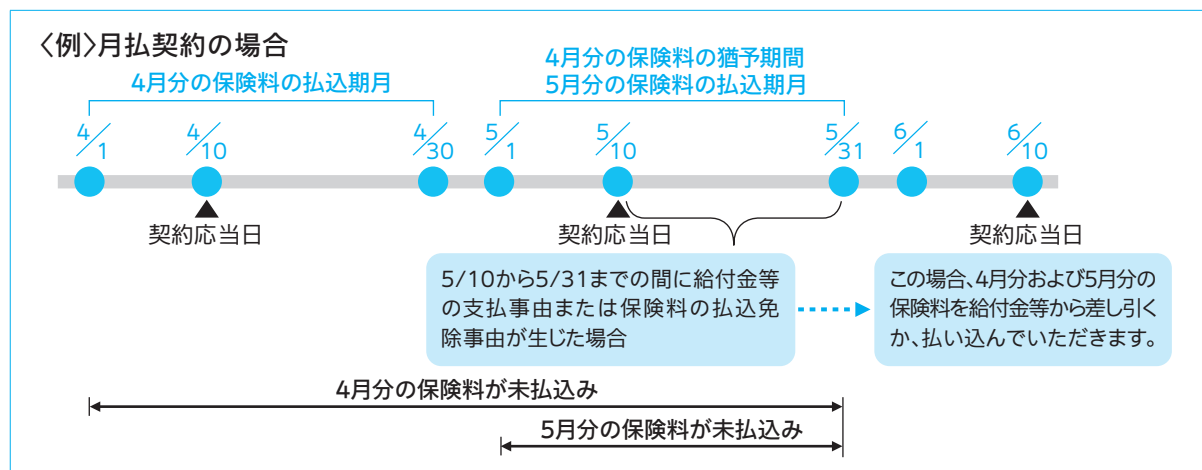 〈例〉月払契約の場合
4月分の保険料の払込期月
4月分の保険料の猶予期間
5月分の保険料の払込期月
4/1 4/10 4/30 5/1 5/10 5/31 6/1 6/10
契約応当日 契約応当日 契約応当日
5/10から5/31までの間に給付金等
の支払事由または保険料の払込免
除事由が生じた場合
この場合、4月分および5月分の
保険料を給付金等から差し引く
か、払い込んでいただきます。
4月分の保険料が未払込み
5月分の保険料が未払込み